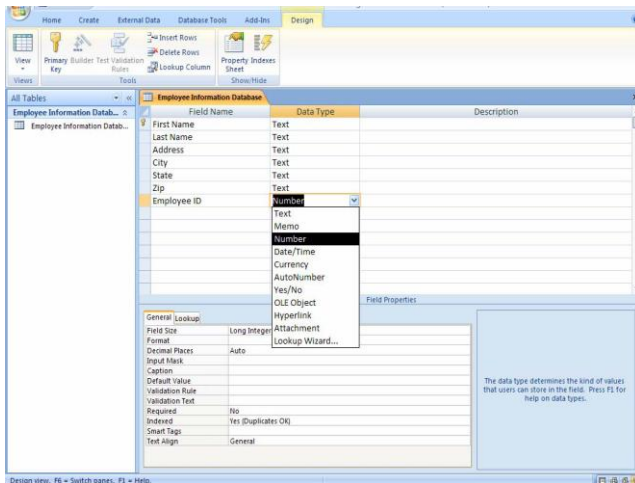 Home Create External Data Database Tools Add-Ins Design
View
Primary Key
Builder
Test Validation Rules
Insert Rows
Delete Rows
Lookup Column
Property Sheet
Indexes
Views Tools Show/Hide
All Tables
Employee Information Database
Employee Information Datab...
Employee Information Datab...
Field Name Data Type Description
First Name Text
Last Name Text
Address Text
City Text
State Text
Zip Text
Employee ID Number
Text
Memo
Number
Date/Time
Currency
AutoNumber
Yes/No
OLE Object
Hyperlink
Attachment
Lookup Wizard...
Field Properties
General Lookup
Field Size Long Integer
Format
Decimal Places Auto
Input Mask
Caption
Default Value
Validation Rule
Validation Text
Required No
Indexed Yes (Duplicates OK)
Smart Tags
Text Align General
The data type determines the kind of values
that users can store in the field. Press F1 for
help on data types.
Design view. F6 = Switch panes. F1 = Help.